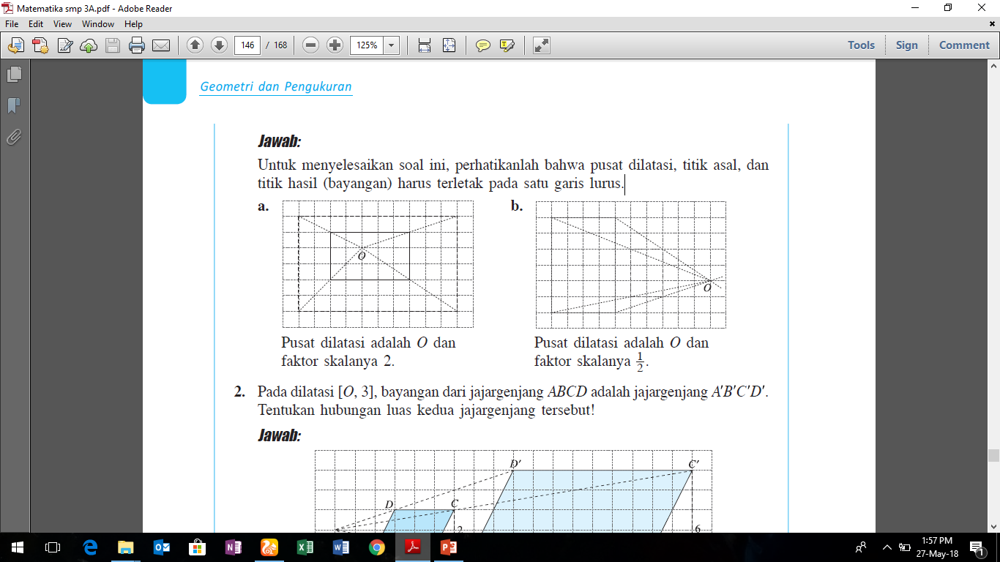 Matematika smp 3A.pdf - Adobe Reader
File Edit View Window Help
146 / 168 125% Tools Sign Comment
Geometri dan Pengukuran
Jawab:
Untuk menyelesaikan soal ini, perhatikanlah bahwa pusat dilatasi, titik asal, dan
titik hasil (bayangan) harus terletak pada satu garis lurus.
a.
O
Pusat dilatasi adalah O dan
faktor skalanya 2.
b.
O
Pusat dilatasi adalah O dan
faktor skalanya 1/2.
2. Pada dilatasi [O, 3], bayangan dari jajargenjang ABCD adalah jajargenjang A'B'C'D'.
Tentukan hubungan luas kedua jajargenjang tersebut!
Jawab:
D' C'
D C
2 6
1:57 PM
27-May-18
1